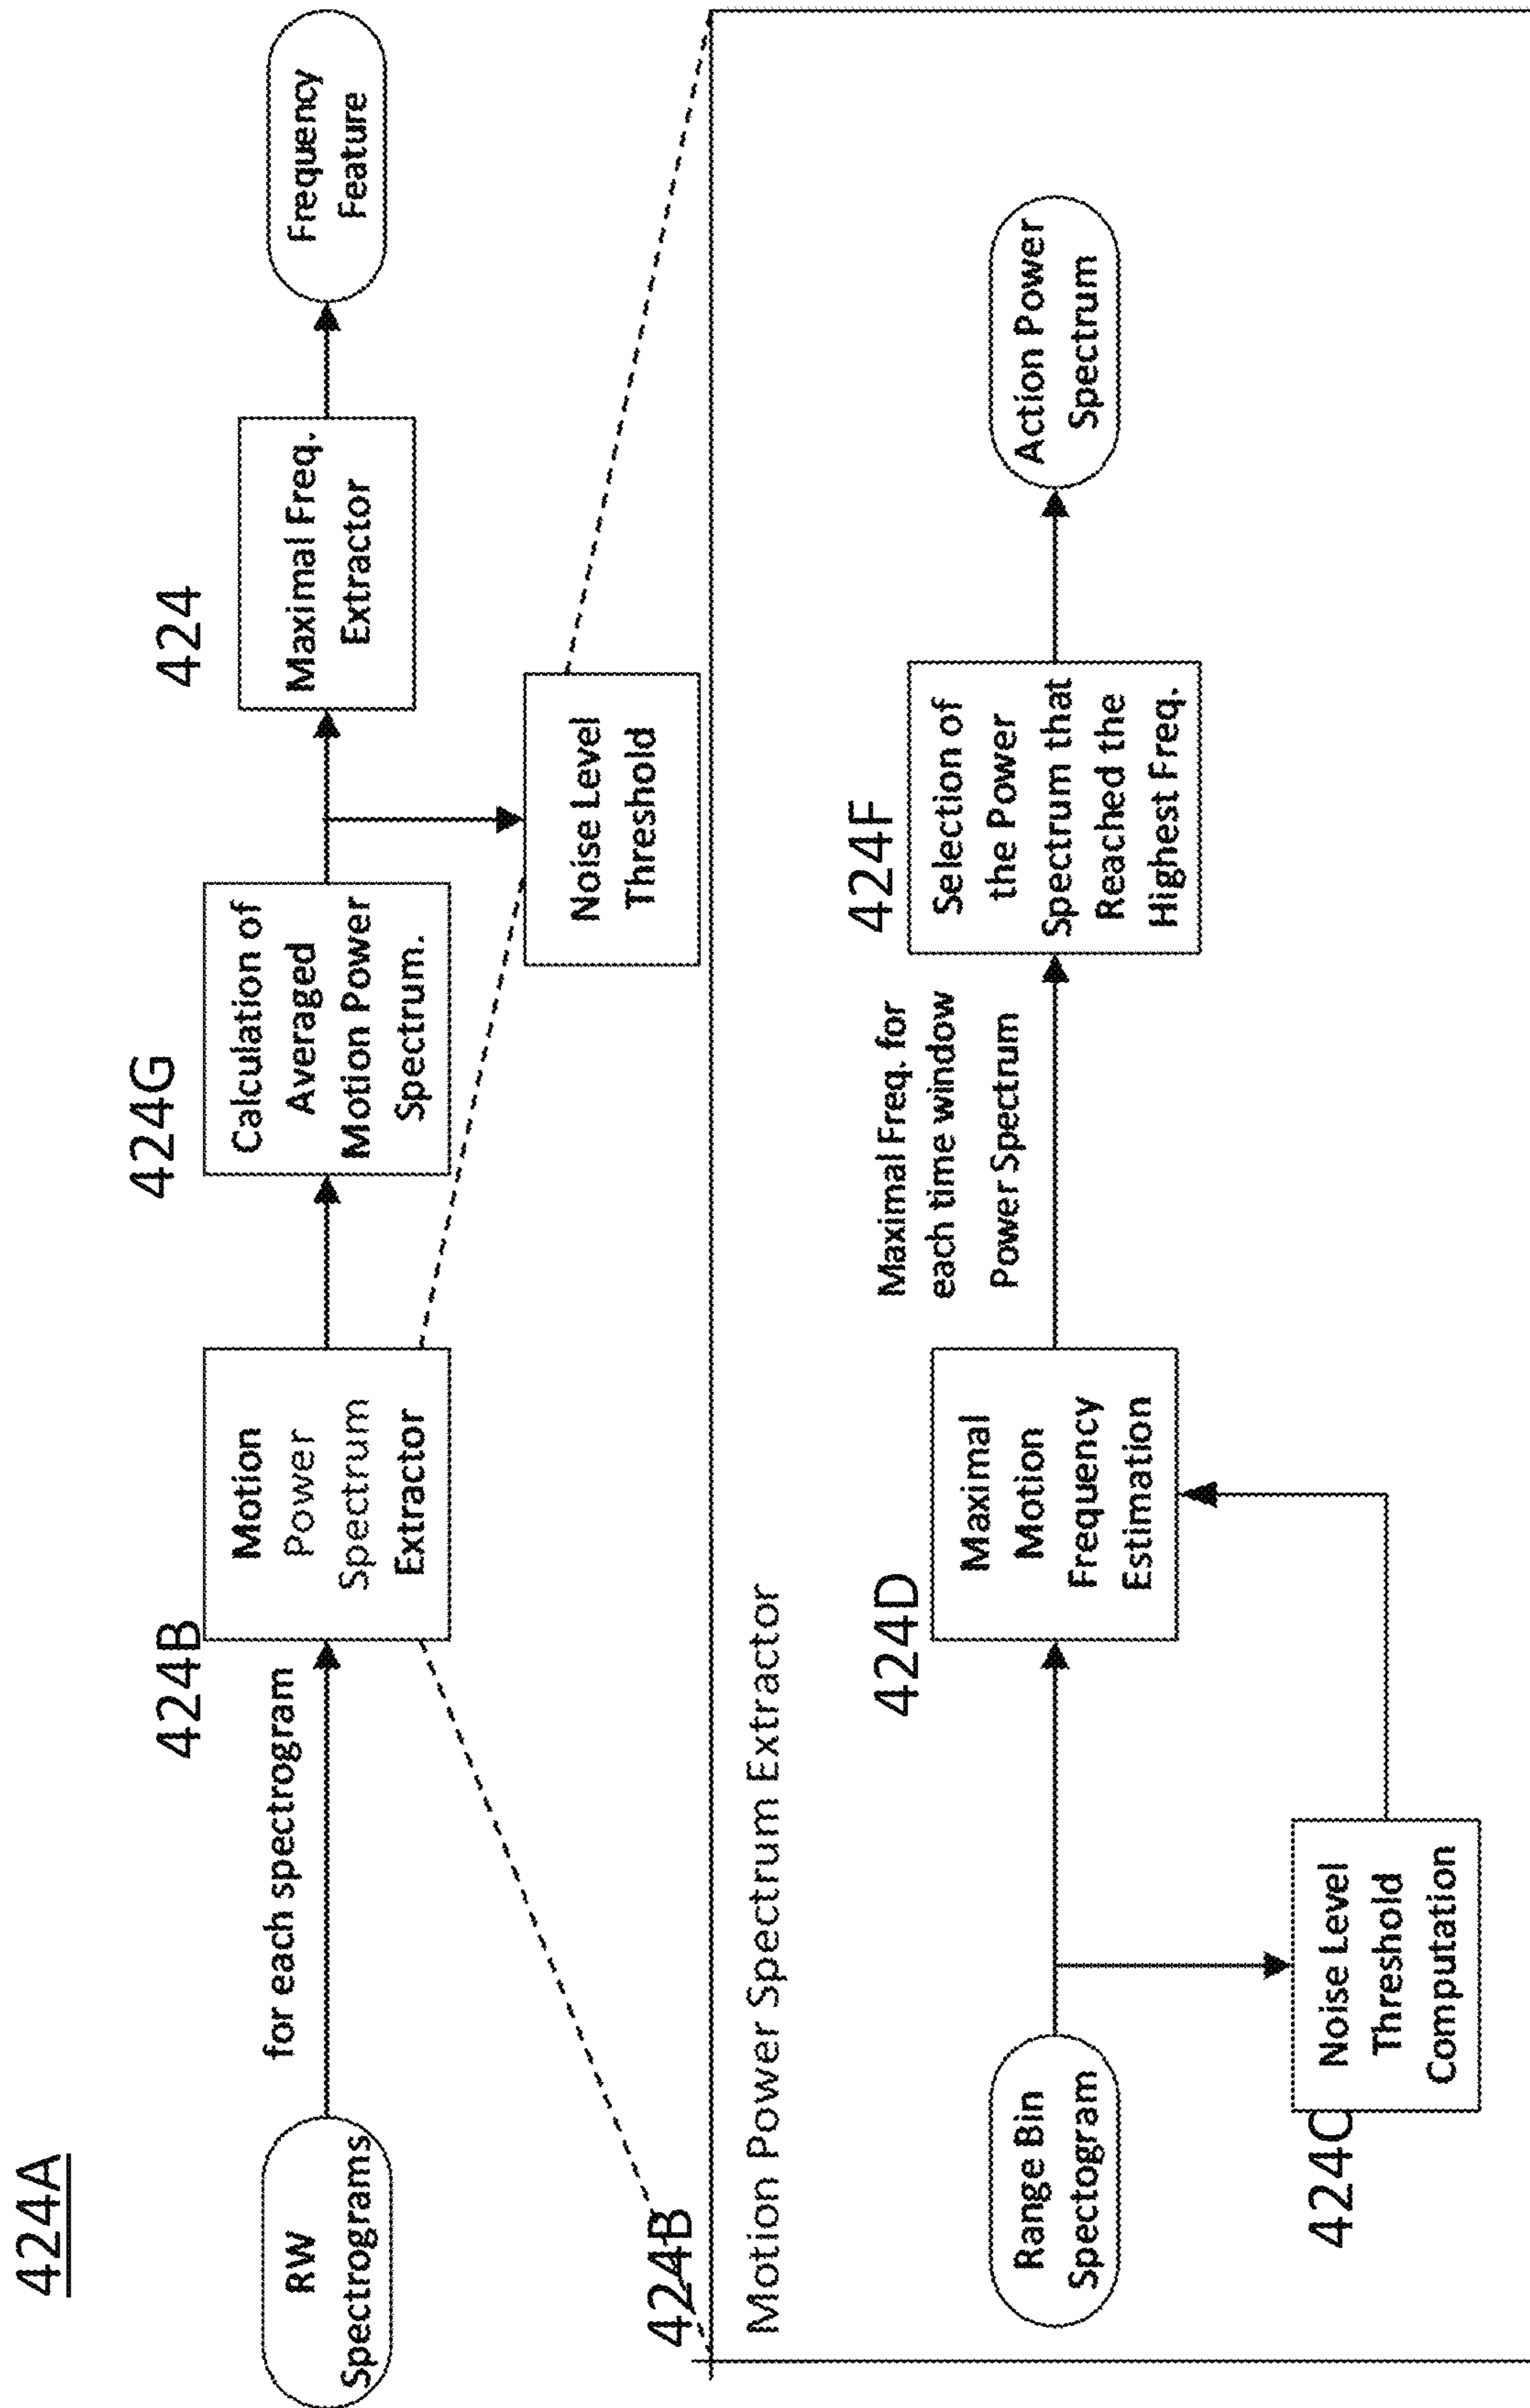 424A
RW
Spectrograms
for each spectrogram
424B
Motion
Power
Spectrum
Extractor
424G
Calculation of
Averaged
Motion Power
Spectrum.
424
Maximal Freq.
Extractor
Frequency
Feature
Noise Level
Threshold
424B
Motion Power Spectrum Extractor
Range Bin
Spectogram
424C
Noise Level
Threshold
Computation
424D
Maximal
Motion
Frequency
Estimation
Maximal Freq. for
each time window
Power Spectrum
424F
Selection of
the Power
Spectrum that
Reached the
Highest Freq.
Action Power
Spectrum